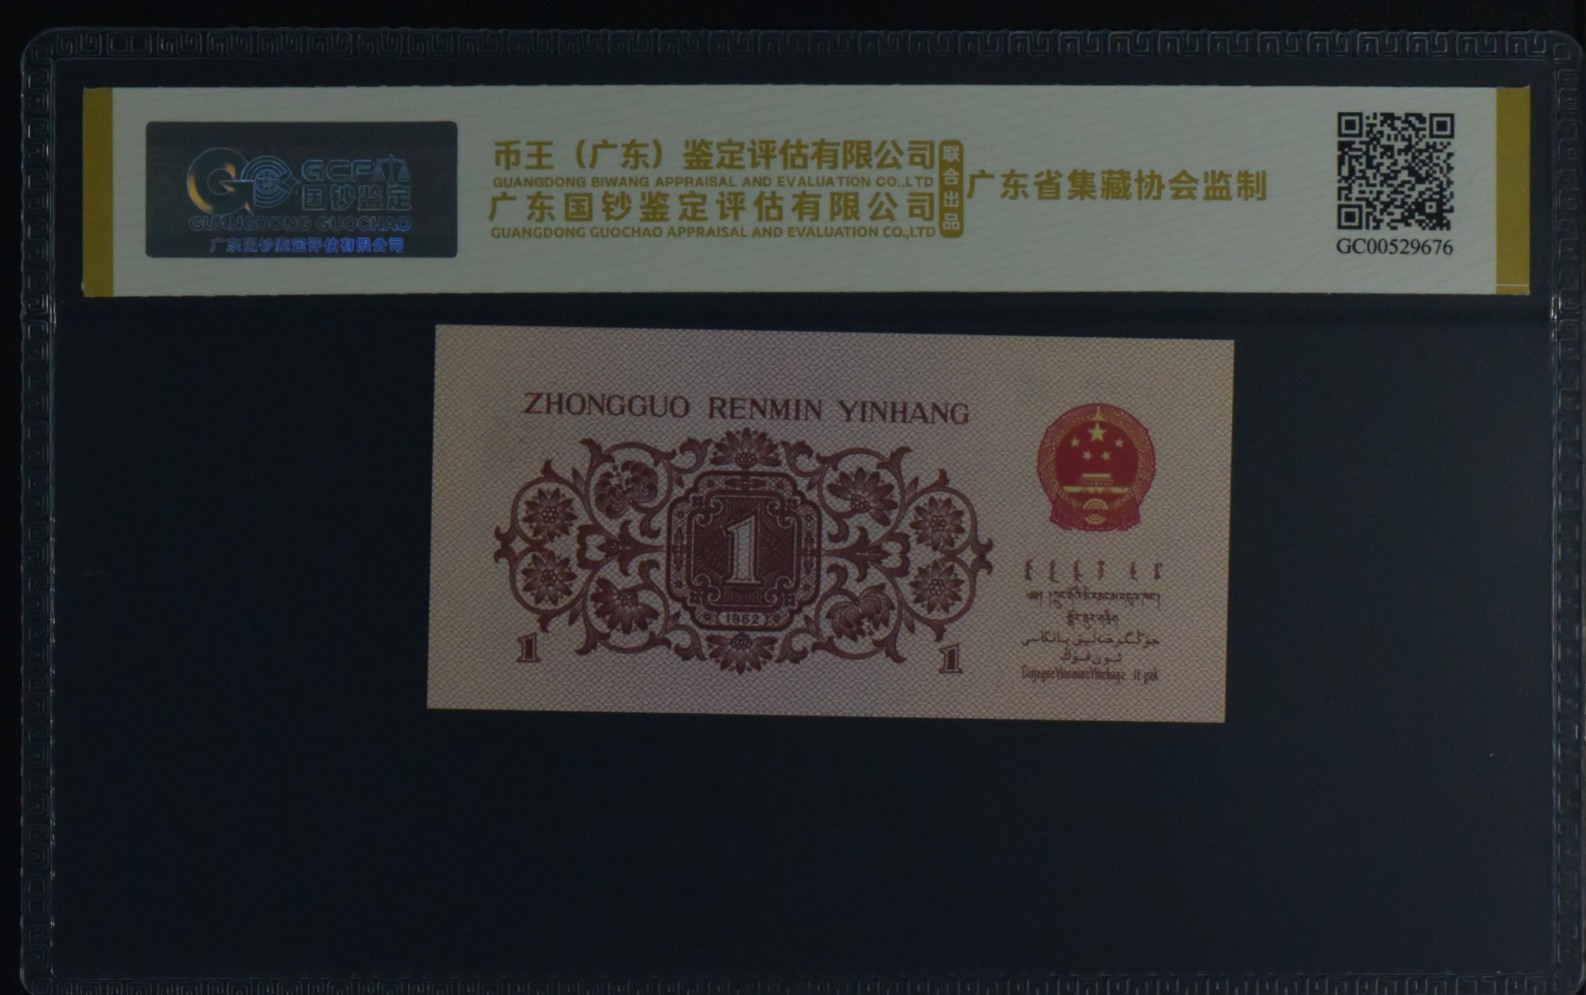 GCF
国钞鉴定
GUANGDONG GUOCHAO
广东国钞鉴定评估有限公司
币王（广东）鉴定评估有限公司
GUANGDONG BIWANG APPRAISAL AND EVALUATION CO.,LTD
广东国钞鉴定评估有限公司
GUANGDONG GUOCHAO APPRAISAL AND EVALUATION CO.,LTD
联合出品
广东省集藏协会监制
GC00529676
ZHONGGUO RENMIN YINHANG
1
1962
1
1